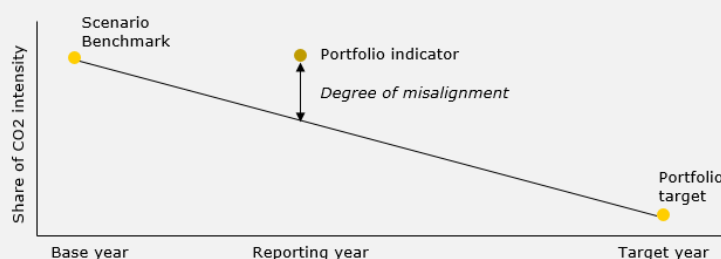 Scenario
Benchmark
Portfolio indicator
Degree of misalignment
Share of CO2 intensity
Portfolio
target
Base year
Reporting year
Target year